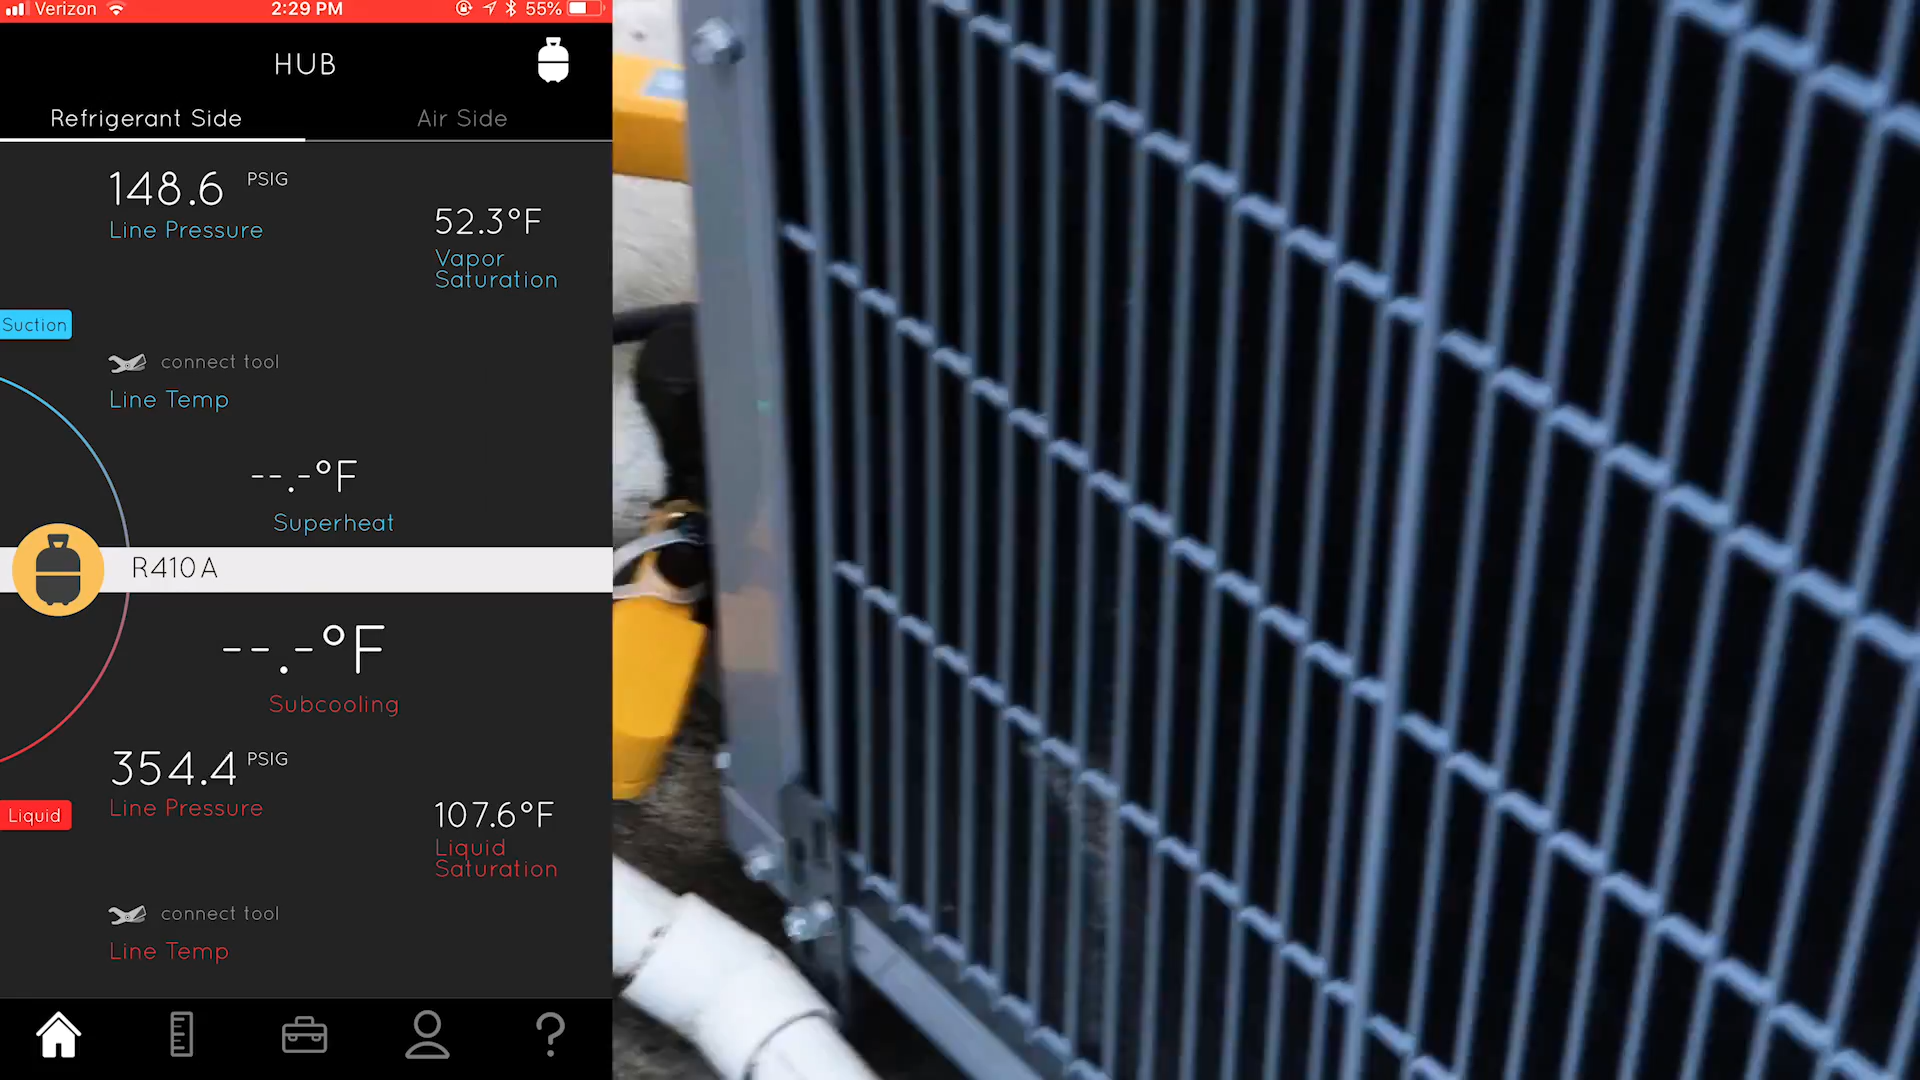 Verizon 2:29 PM 55%
HUB
Refrigerant Side Air Side
148.6 PSIG
Line Pressure
52.3°F
Vapor
Saturation
Suction
connect tool
Line Temp
--.-°F
Superheat
R410A
--.-°F
Subcooling
354.4 PSIG
Line Pressure
Liquid
107.6°F
Liquid
Saturation
connect tool
Line Temp
?